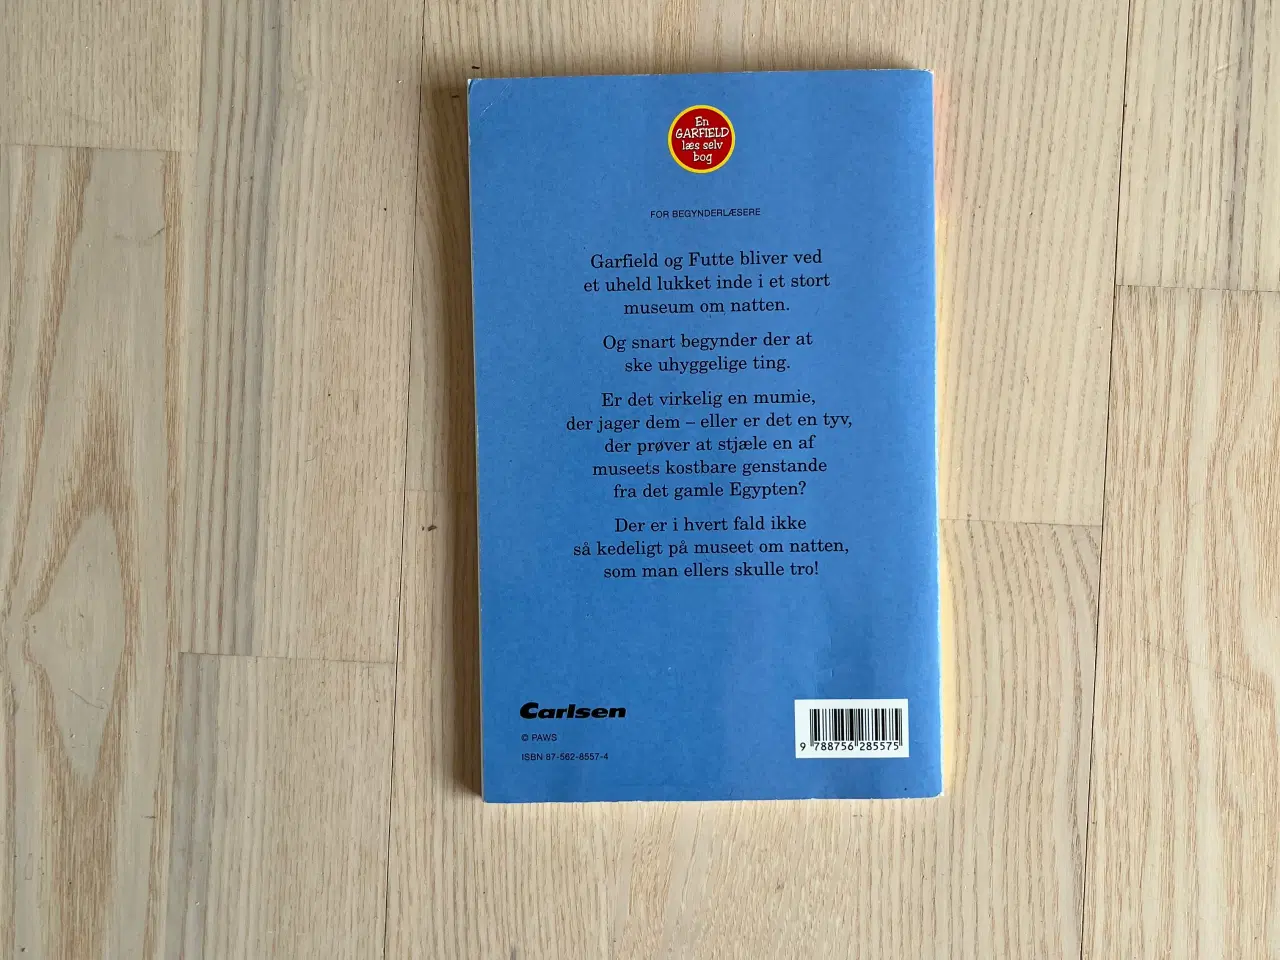 En
GARFIELD
læs selv
bog
FOR BEGYNDERLÆSERE
Garfield og Futte bliver ved
et uheld lukket inde i et stort
museum om natten.
Og snart begynder der at
ske uhyggelige ting.
Er det virkelig en mumie,
der jager dem – eller er det en tyv,
der prøver at stjæle en af
museets kostbare genstande
fra det gamle Egypten?
Der er i hvert fald ikke
så kedeligt på museet om natten,
som man ellers skulle tro!
Carlsen
© PAWS
ISBN 87-562-8557-4
9 788756 285575